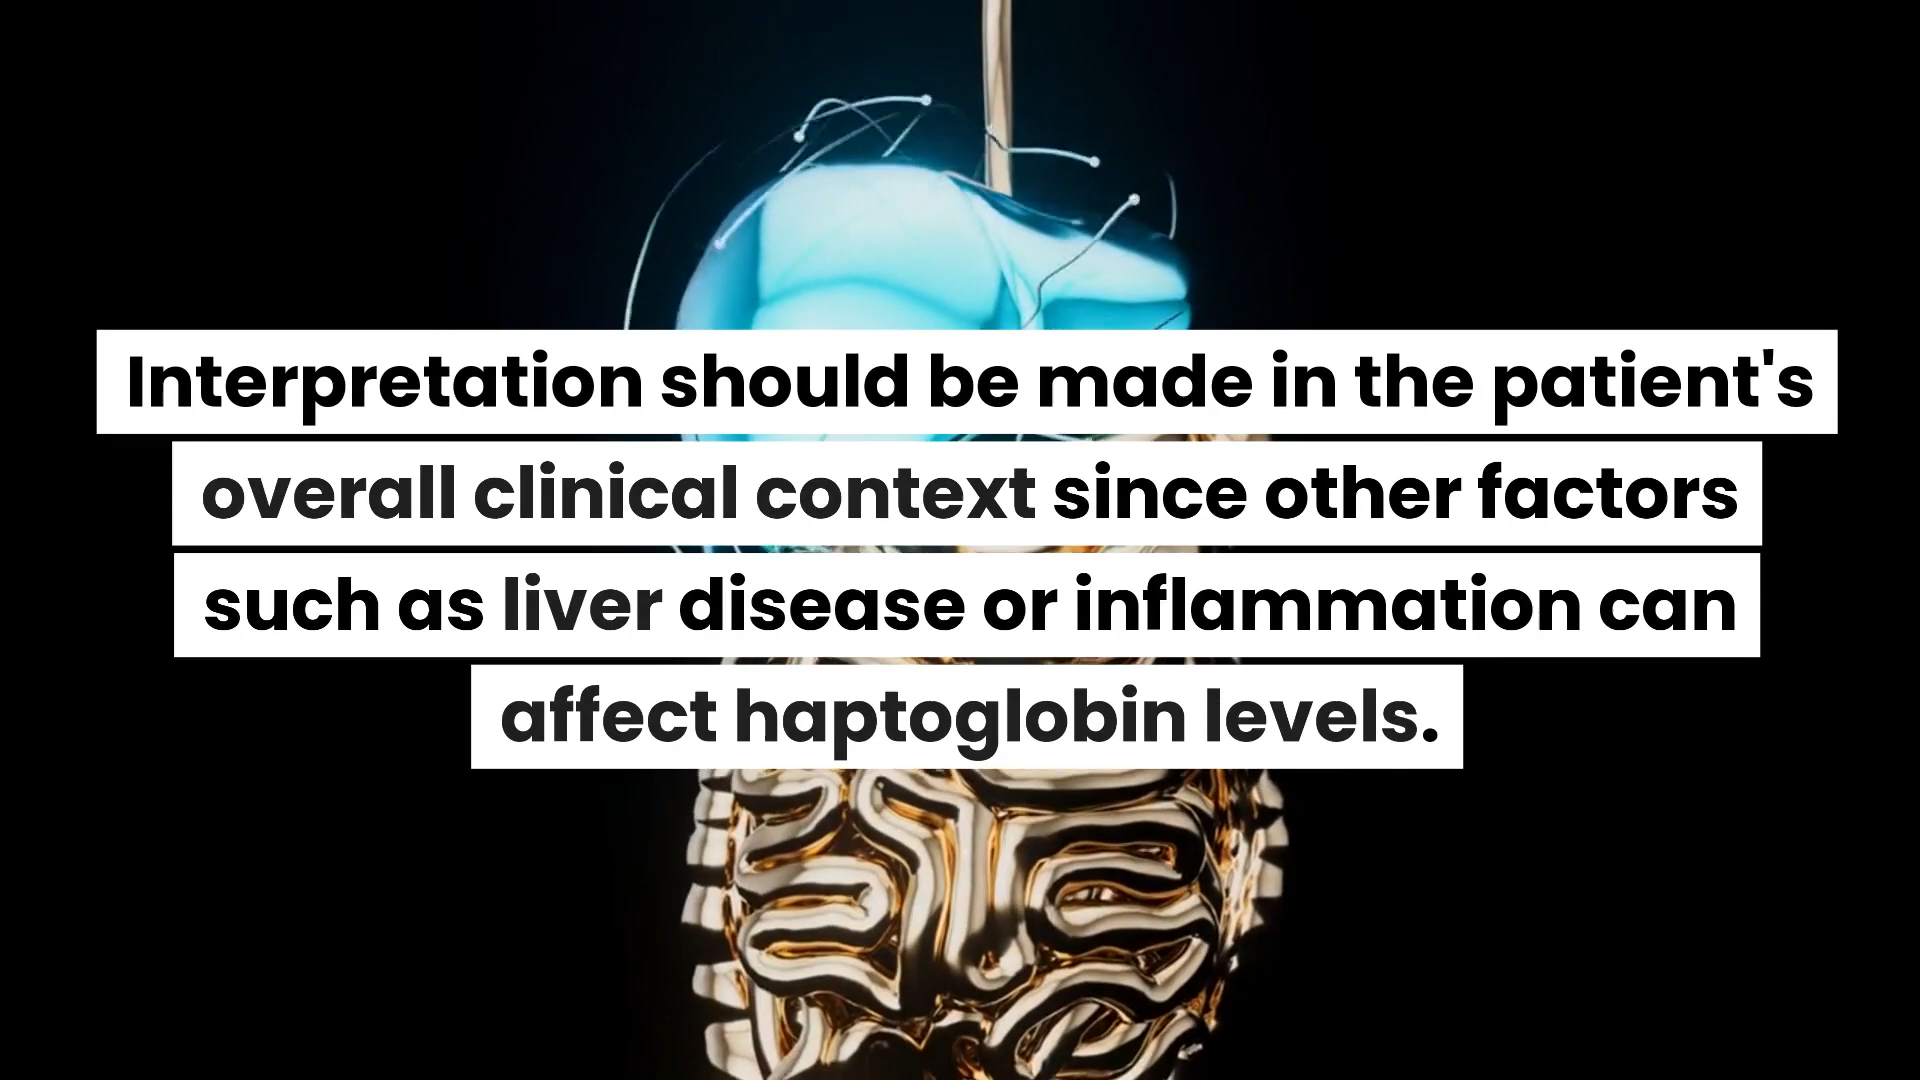 Interpretation should be made in the patient's
overall clinical context since other factors
such as liver disease or inflammation can
affect haptoglobin levels.